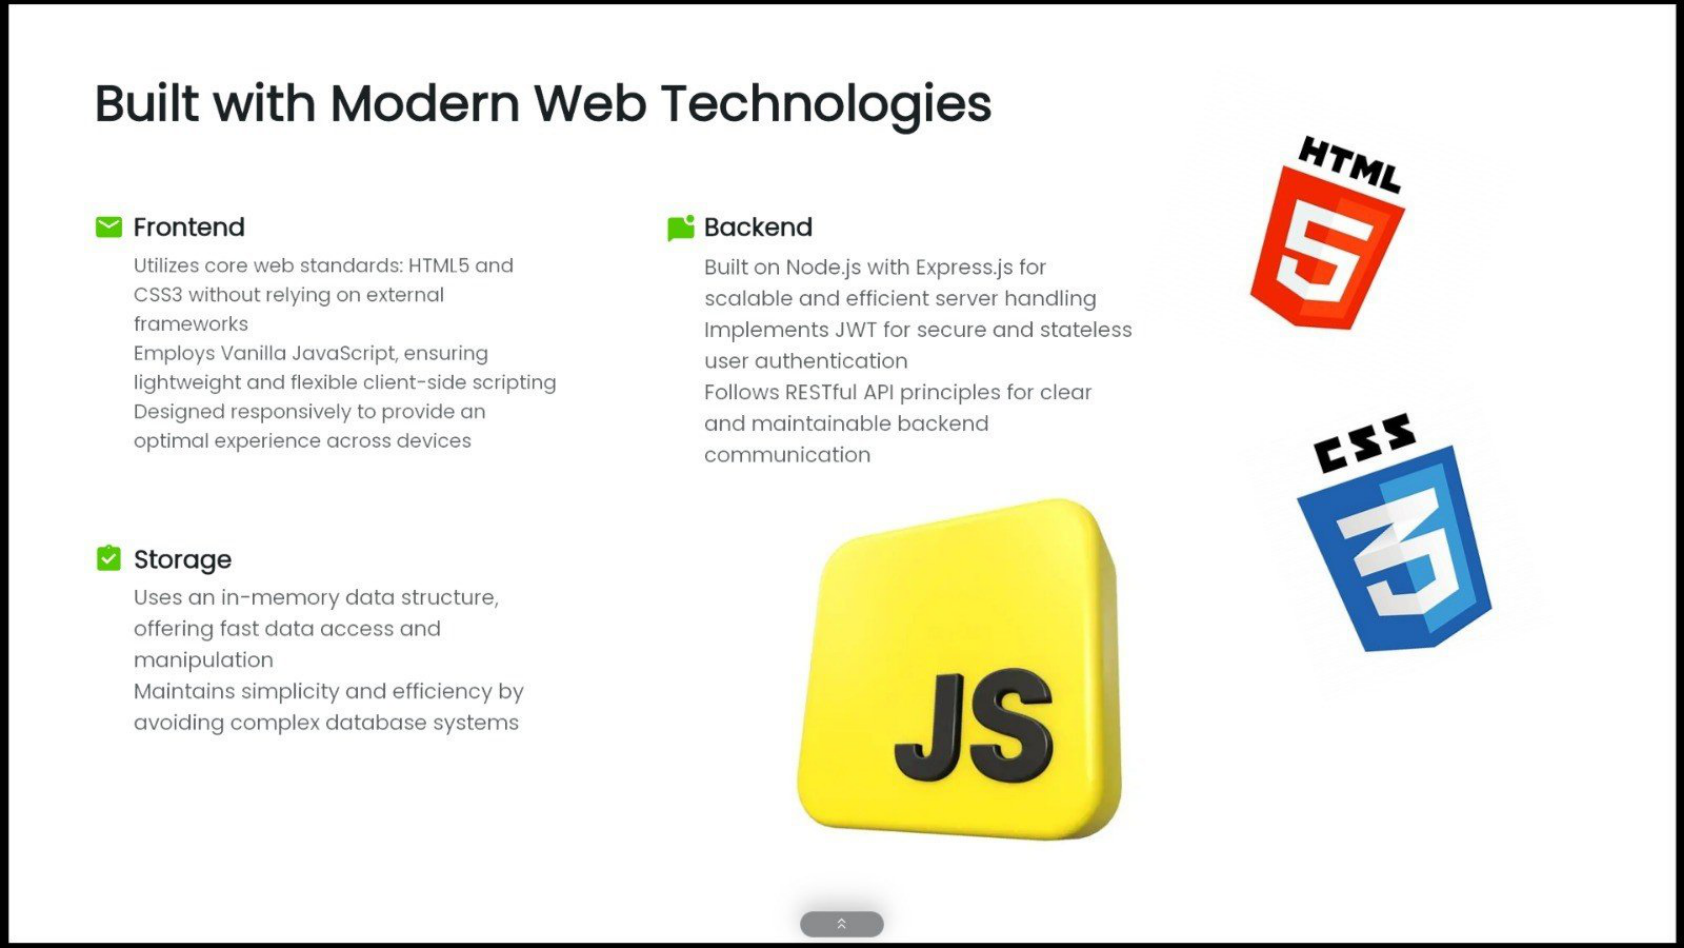 Built with Modern Web Technologies
Frontend
Utilizes core web standards: HTML5 and
CSS3 without relying on external
frameworks
Employs Vanilla JavaScript, ensuring
lightweight and flexible client-side scripting
Designed responsively to provide an
optimal experience across devices
Backend
Built on Node.js with Express.js for
scalable and efficient server handling
Implements JWT for secure and stateless
user authentication
Follows RESTful API principles for clear
and maintainable backend
communication
Storage
Uses an in-memory data structure,
offering fast data access and
manipulation
Maintains simplicity and efficiency by
avoiding complex database systems
HTML
5
CSS
3
JS